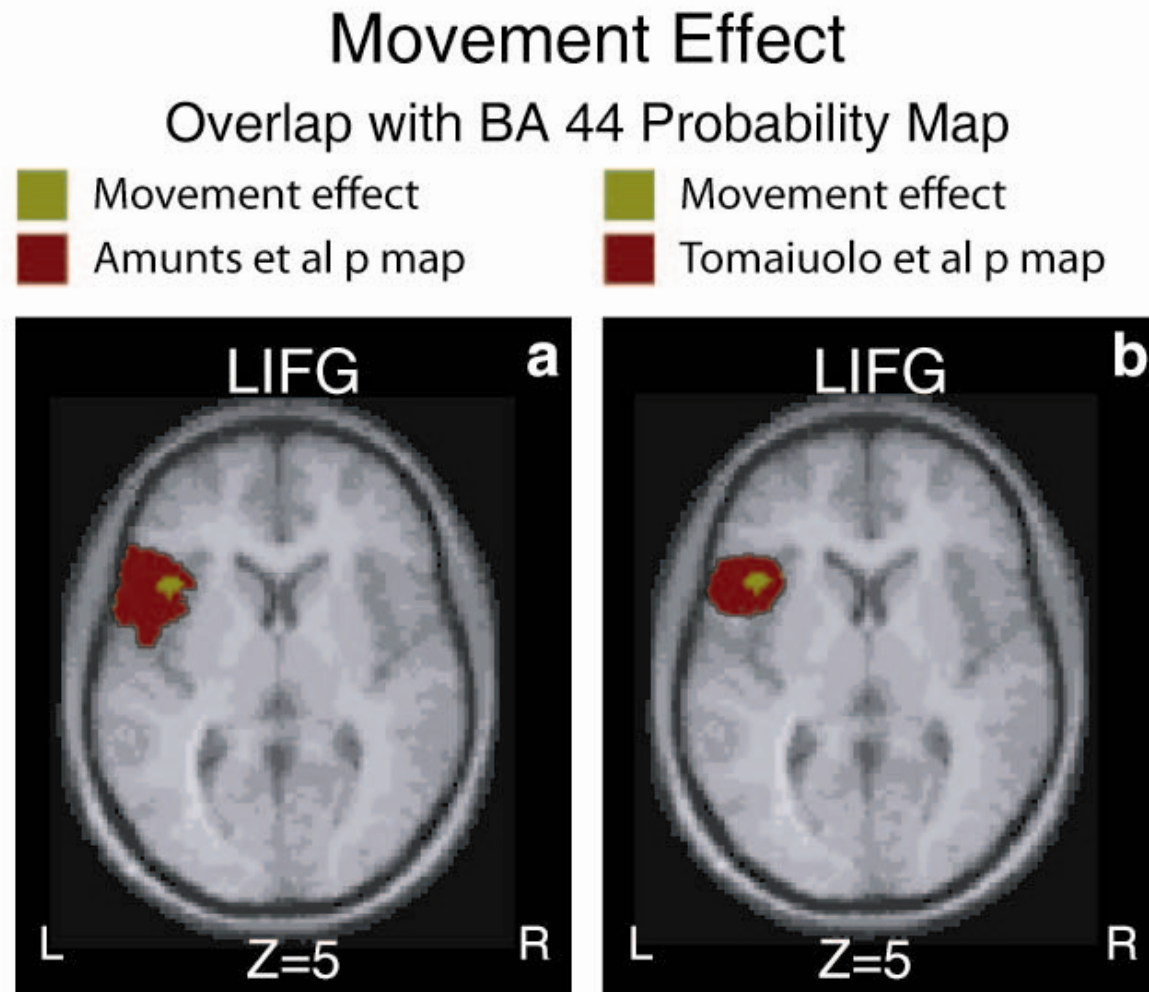 Movement Effect
Overlap with BA 44 Probability Map
Movement effect
Amunts et al p map
Movement effect
Tomaiuolo et al p map
LIFG
a
L
Z=5
R
LIFG
b
L
Z=5
R